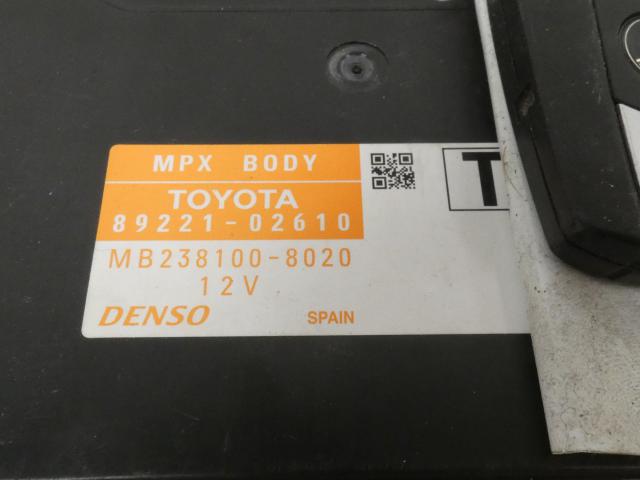 MPX BODY
TOYOTA
89221-02610
MB238100-8020
12V
DENSO
SPAIN
T